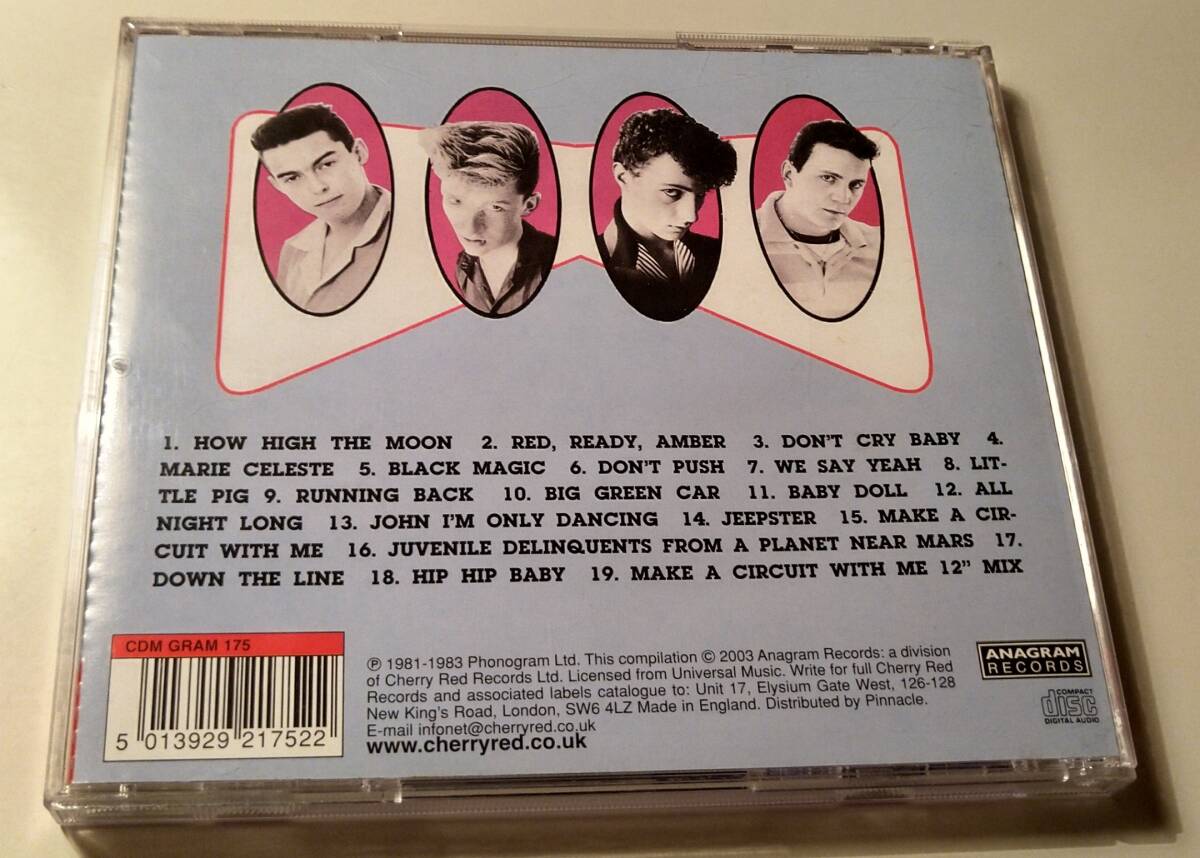 1. HOW HIGH THE MOON 2. RED, READY, AMBER 3. DON'T CRY BABY 4.
MARIE CELESTE 5. BLACK MAGIC 6. DON'T PUSH 7. WE SAY YEAH 8. LIT-
TLE PIG 9. RUNNING BACK 10. BIG GREEN CAR 11. BABY DOLL 12. ALL
NIGHT LONG 13. JOHN I'M ONLY DANCING 14. JEEPSTER 15. MAKE A CIR-
CUIT WITH ME 16. JUVENILE DELINQUENTS FROM A PLANET NEAR MARS 17.
DOWN THE LINE 18. HIP HIP BABY 19. MAKE A CIRCUIT WITH ME 12" MIX
CDM GRAM 175
5 013929 217522
℗ 1981-1983 Phonogram Ltd. This compilation © 2003 Anagram Records: a division
of Cherry Red Records Ltd. Licensed from Universal Music. Write for full Cherry Red
Records and associated labels catalogue to: Unit 17, Elysium Gate West, 126-128
New King's Road, London, SW6 4LZ Made in England. Distributed by Pinnacle.
E-mail infonet@cherryred.co.uk
www.cherryred.co.uk
ANAGRAM
RECORDS
COMPACT
disc
DIGITAL AUDIO